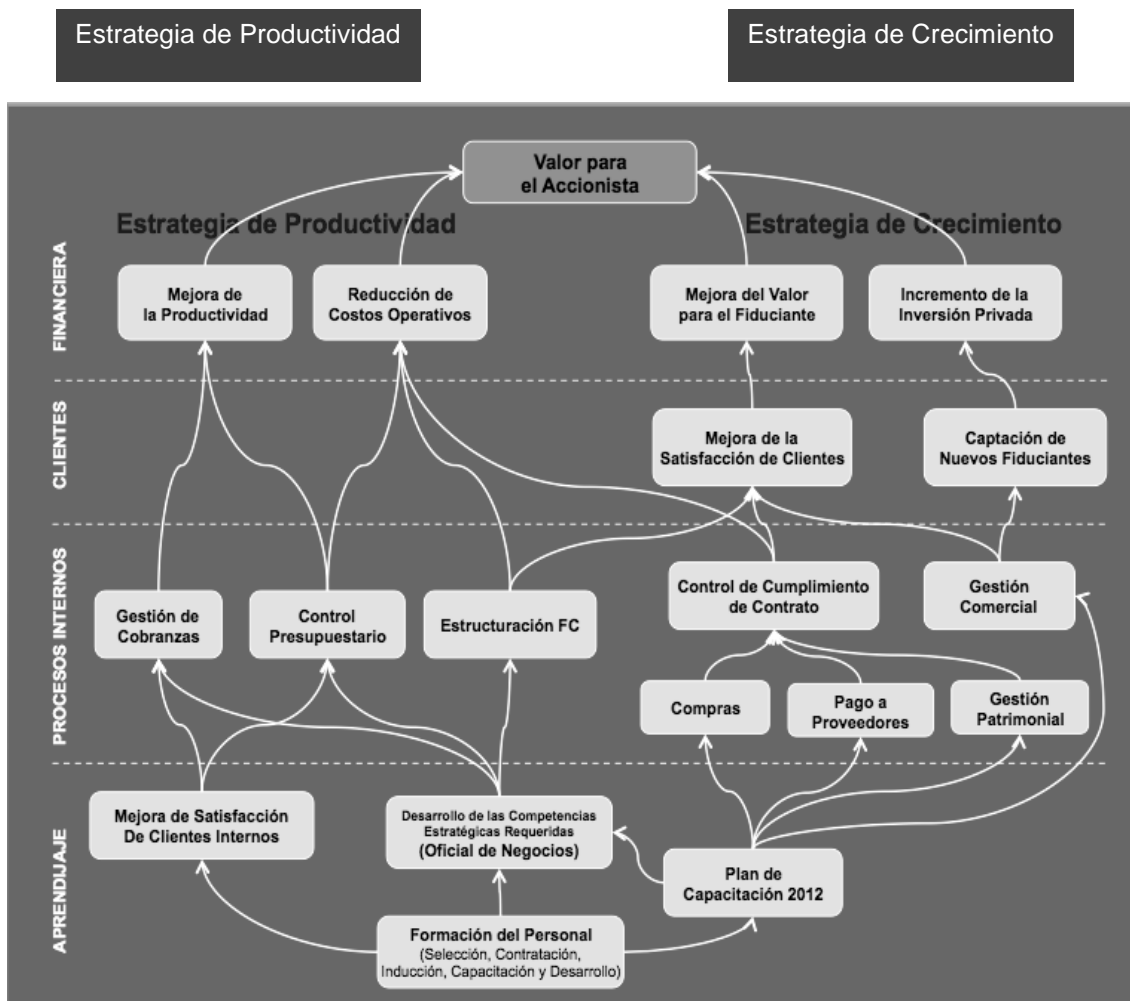 Estrategia de Productividad
Estrategia de Crecimiento
Valor para
el Accionista
Estrategia de Productividad
Estrategia de Crecimiento
FINANCIERA
Mejora de
la Productividad
Reducción de
Costos Operativos
Mejora del Valor
para el Fiduciante
Incremento de la
Inversión Privada
CLIENTES
Mejora de la
Satisfacción de Clientes
Captación de
Nuevos Fiduciantes
PROCESOS INTERNOS
Gestión de
Cobranzas
Control
Presupuestario
Estructuración FC
Control de Cumplimiento
de Contrato
Gestión
Comercial
Compras
Pago a
Proveedores
Gestión
Patrimonial
APRENDIJAJE
Mejora de Satisfacción
De Clientes Internos
Desarrollo de las Competencias
Estratégicas Requeridas
(Oficial de Negocios)
Plan de
Capacitación 2012
Formación del Personal
(Selección, Contratación,
Inducción, Capacitación y Desarrollo)